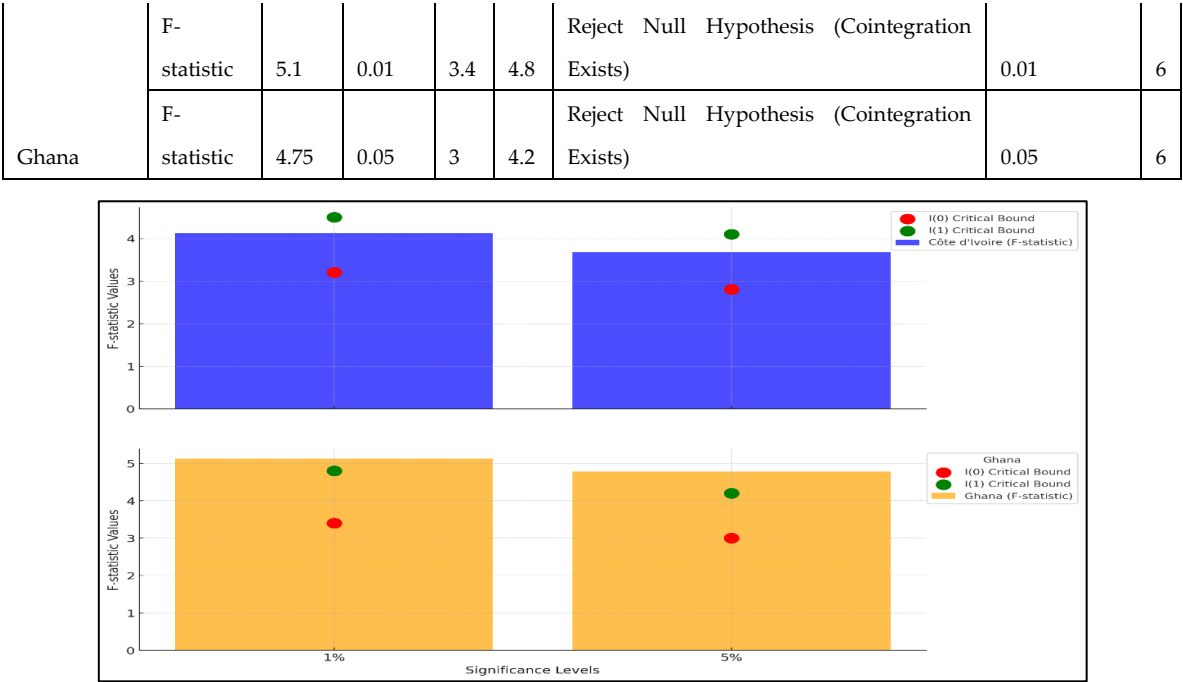 F-
statistic 5.1 0.01 3.4 4.8 Reject Null Hypothesis (Cointegration
Exists) 0.01 6
Ghana F-
statistic 4.75 0.05 3 4.2 Reject Null Hypothesis (Cointegration
Exists) 0.05 6
I(0) Critical Bound
I(1) Critical Bound
Côte d'Ivoire (F-statistic)
F-statistic Values
4
3
2
1
0
Ghana
I(0) Critical Bound
I(1) Critical Bound
Ghana (F-statistic)
F-statistic Values
5
4
3
2
1
0
1% 5%
Significance Levels